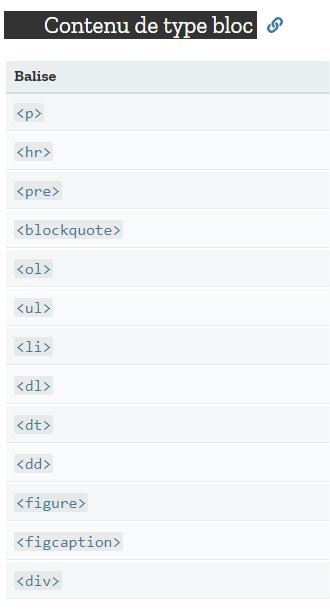 Contenu de type bloc
Balise
<p>
<hr>
<pre>
<blockquote>
<ol>
<ul>
<li>
<dl>
<dt>
<dd>
<figure>
<figcaption>
<div>